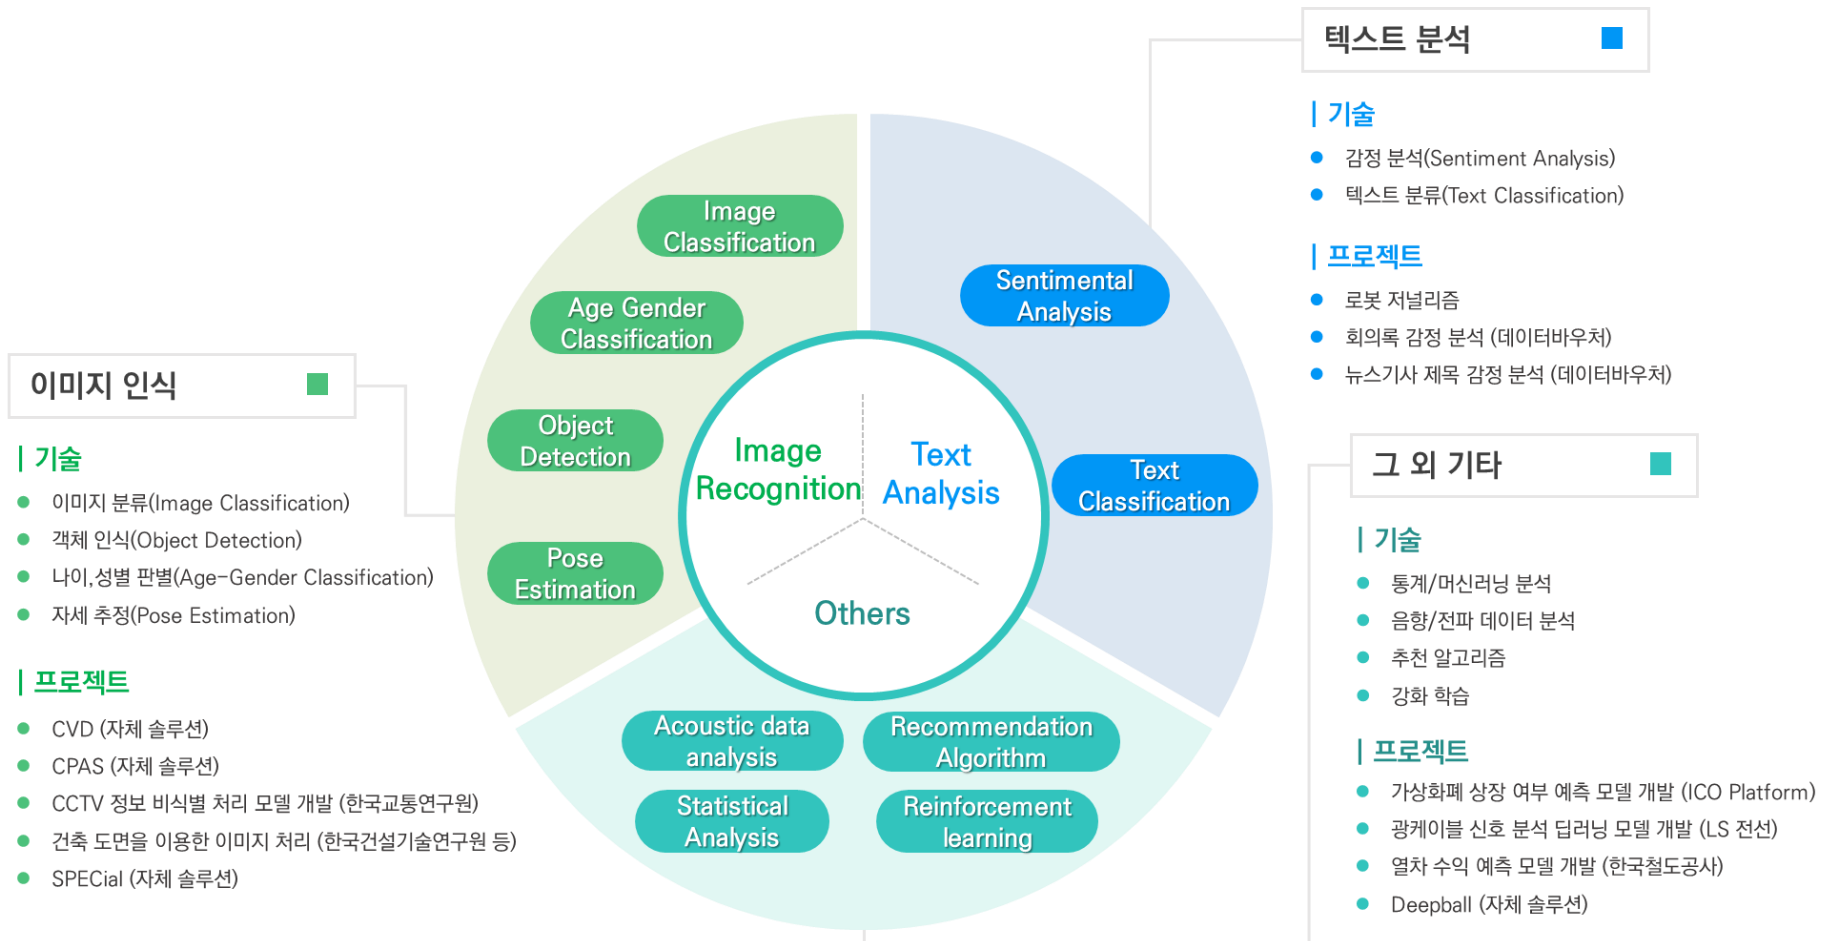 텍스트 분석
기술
감정 분석(Sentiment Analysis)
텍스트 분류(Text Classification)
프로젝트
로봇 저널리즘
회의록 감정 분석 (데이터바우처)
뉴스기사 제목 감정 분석 (데이터바우처)
이미지 인식
기술
이미지 분류(Image Classification)
객체 인식(Object Detection)
나이,성별 판별(Age-Gender Classification)
자세 추정(Pose Estimation)
프로젝트
CVD (자체 솔루션)
CPAS (자체 솔루션)
CCTV 정보 비식별 처리 모델 개발 (한국교통연구원)
건축 도면을 이용한 이미지 처리 (한국건설기술연구원 등)
SPECial (자체 솔루션)
Image
Classification
Age Gender
Classification
Object
Detection
Pose
Estimation
Sentimental
Analysis
Text
Classification
Image
Recognition
Text
Analysis
Others
Acoustic data
analysis
Recommendation
Algorithm
Statistical
Analysis
Reinforcement
learning
그 외 기타
기술
통계/머신러닝 분석
음향/전파 데이터 분석
추천 알고리즘
강화 학습
프로젝트
가상화폐 상장 여부 예측 모델 개발 (ICO Platform)
광케이블 신호 분석 딥러닝 모델 개발 (LS 전선)
열차 수익 예측 모델 개발 (한국철도공사)
Deepball (자체 솔루션)